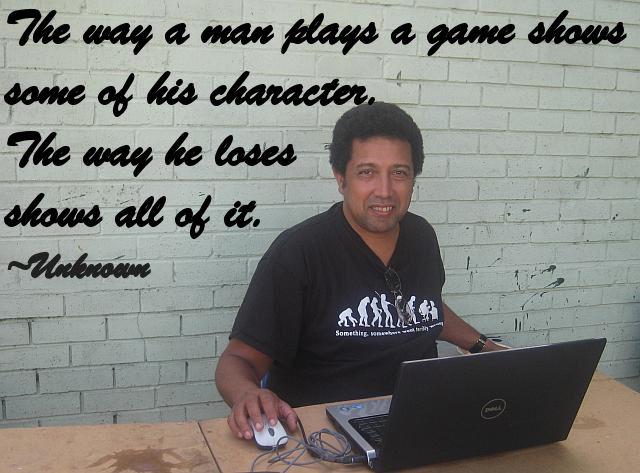 The way a man plays a game shows
some of his character.
The way he loses
shows all of it.
~Unknown
Something, somewhere went terribly
DELL